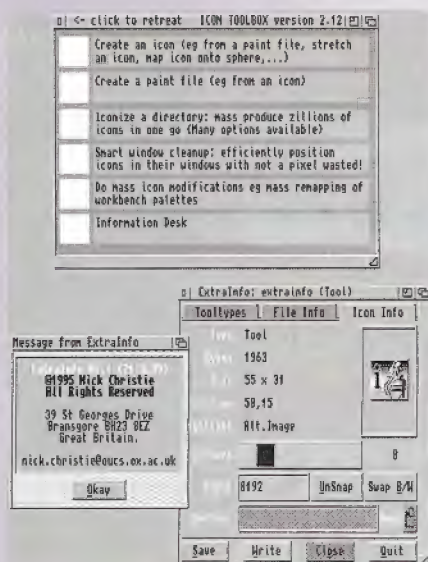 <- click to retreat ICON TOOLBOX version 2.12
Create an icon (eg from a paint file, stretch
an icon, map icon onto sphere,...)
Create a paint file (eg from an icon)
Iconize a directory: mass produce zillions of
icons in one go (Many options available)
Smart window cleanup: efficiently position
icons in their windows with not a pixel wasted!
Do mass icon modifications eg mass remapping of
workbench palettes
Information Desk
ExtraInfo: extrainfo (Tool)
Tooltypes File Info Icon Info
Tool
1963
55 x 31
58,15
Alt.Image
8
8192 UnSnap Swap B/W
Save Write Close Quit
Message from ExtraInfo
©1995 Nick Christie
All Rights Reserved
39 St Georges Drive
Bransgore BH23 8EZ
Great Britain.
nick.christie@oucs.ox.ac.uk
Okay